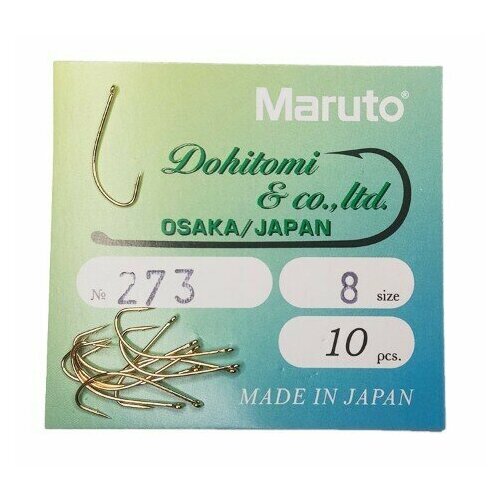 Maruto®
Dohitomi
& co., ltd.
OSAKA/JAPAN
№ 273
8 size
10 pcs.
MADE IN JAPAN